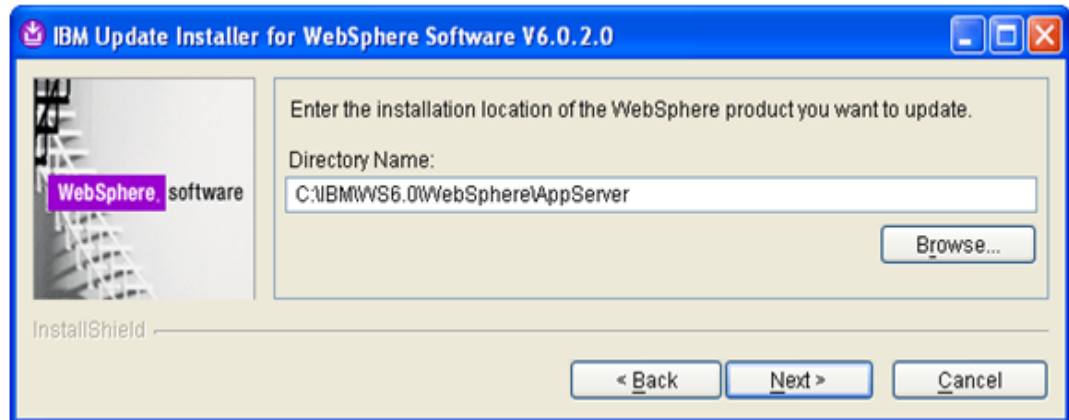 IBM Update Installer for WebSphere Software V6.0.2.0
Enter the installation location of the WebSphere product you want to update.
Directory Name:
WebSphere. software
C:\IBM\WS6.0\WebSphere\AppServer
Browse...
InstallShield
< Back
Next >
Cancel